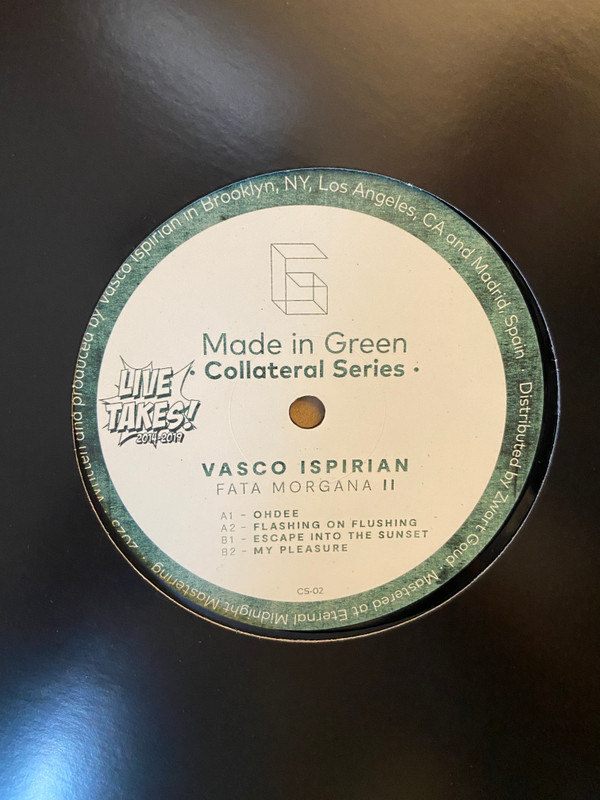 Made in Green
· Collateral Series ·
LIVE
TAKES!
2014-2019
VASCO ISPIRIAN
FATA MORGANA II
A1 - OHDEE
A2 - FLASHING ON FLUSHING
B1 - ESCAPE INTO THE SUNSET
B2 - MY PLEASURE
CS-02
Written and produced by Vasco Ispirian in Brooklyn, NY, Los Angeles, CA and Madrid, Spain · Distributed by Zwart Goud · Mastered at Eternal Midnight Mastering · 2023 ·